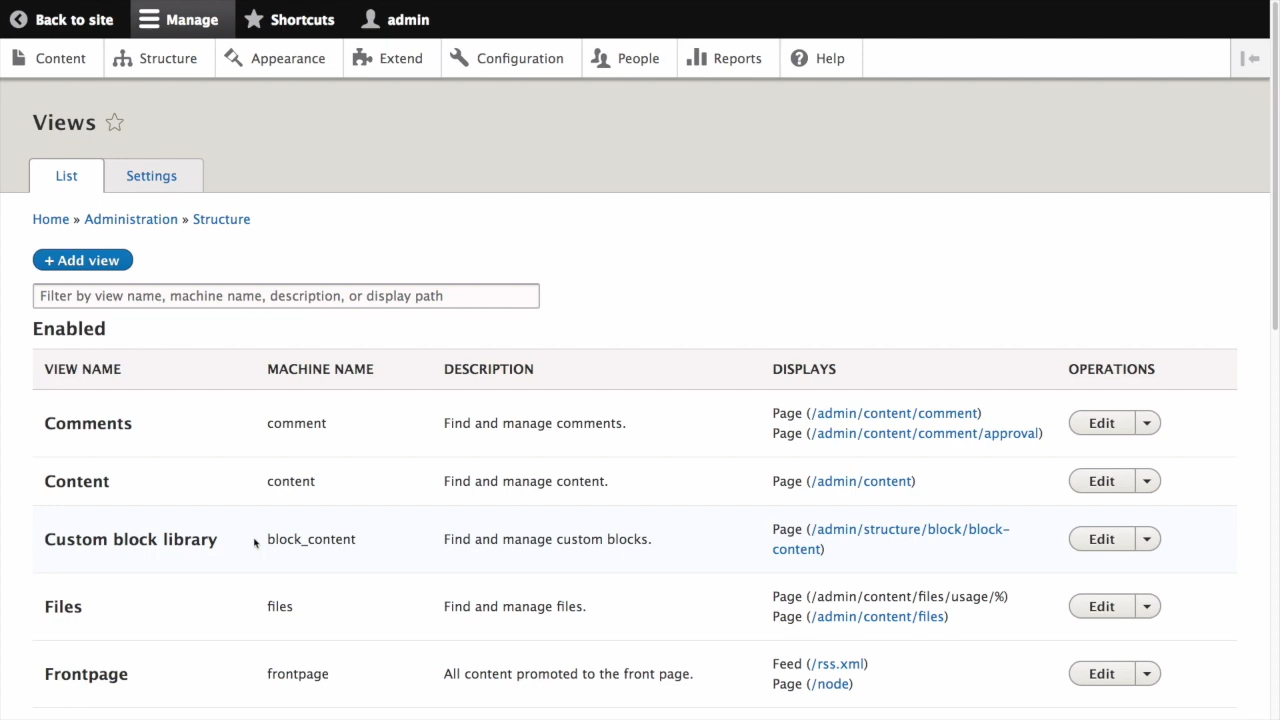 Back to site Manage Shortcuts admin
Content Structure Appearance Extend Configuration People Reports Help
Views
List Settings
Home » Administration » Structure
+ Add view
Filter by view name, machine name, description, or display path
Enabled
VIEW NAME MACHINE NAME DESCRIPTION DISPLAYS OPERATIONS
Comments comment Find and manage comments. Page (/admin/content/comment) Edit
Page (/admin/content/comment/approval)
Content content Find and manage content. Page (/admin/content) Edit
Custom block library block_content Find and manage custom blocks. Page (/admin/structure/block/block-
content) Edit
Files files Find and manage files. Page (/admin/content/files/usage/%) Edit
Page (/admin/content/files)
Frontpage frontpage All content promoted to the front page. Feed (/rss.xml) Edit
Page (/node)